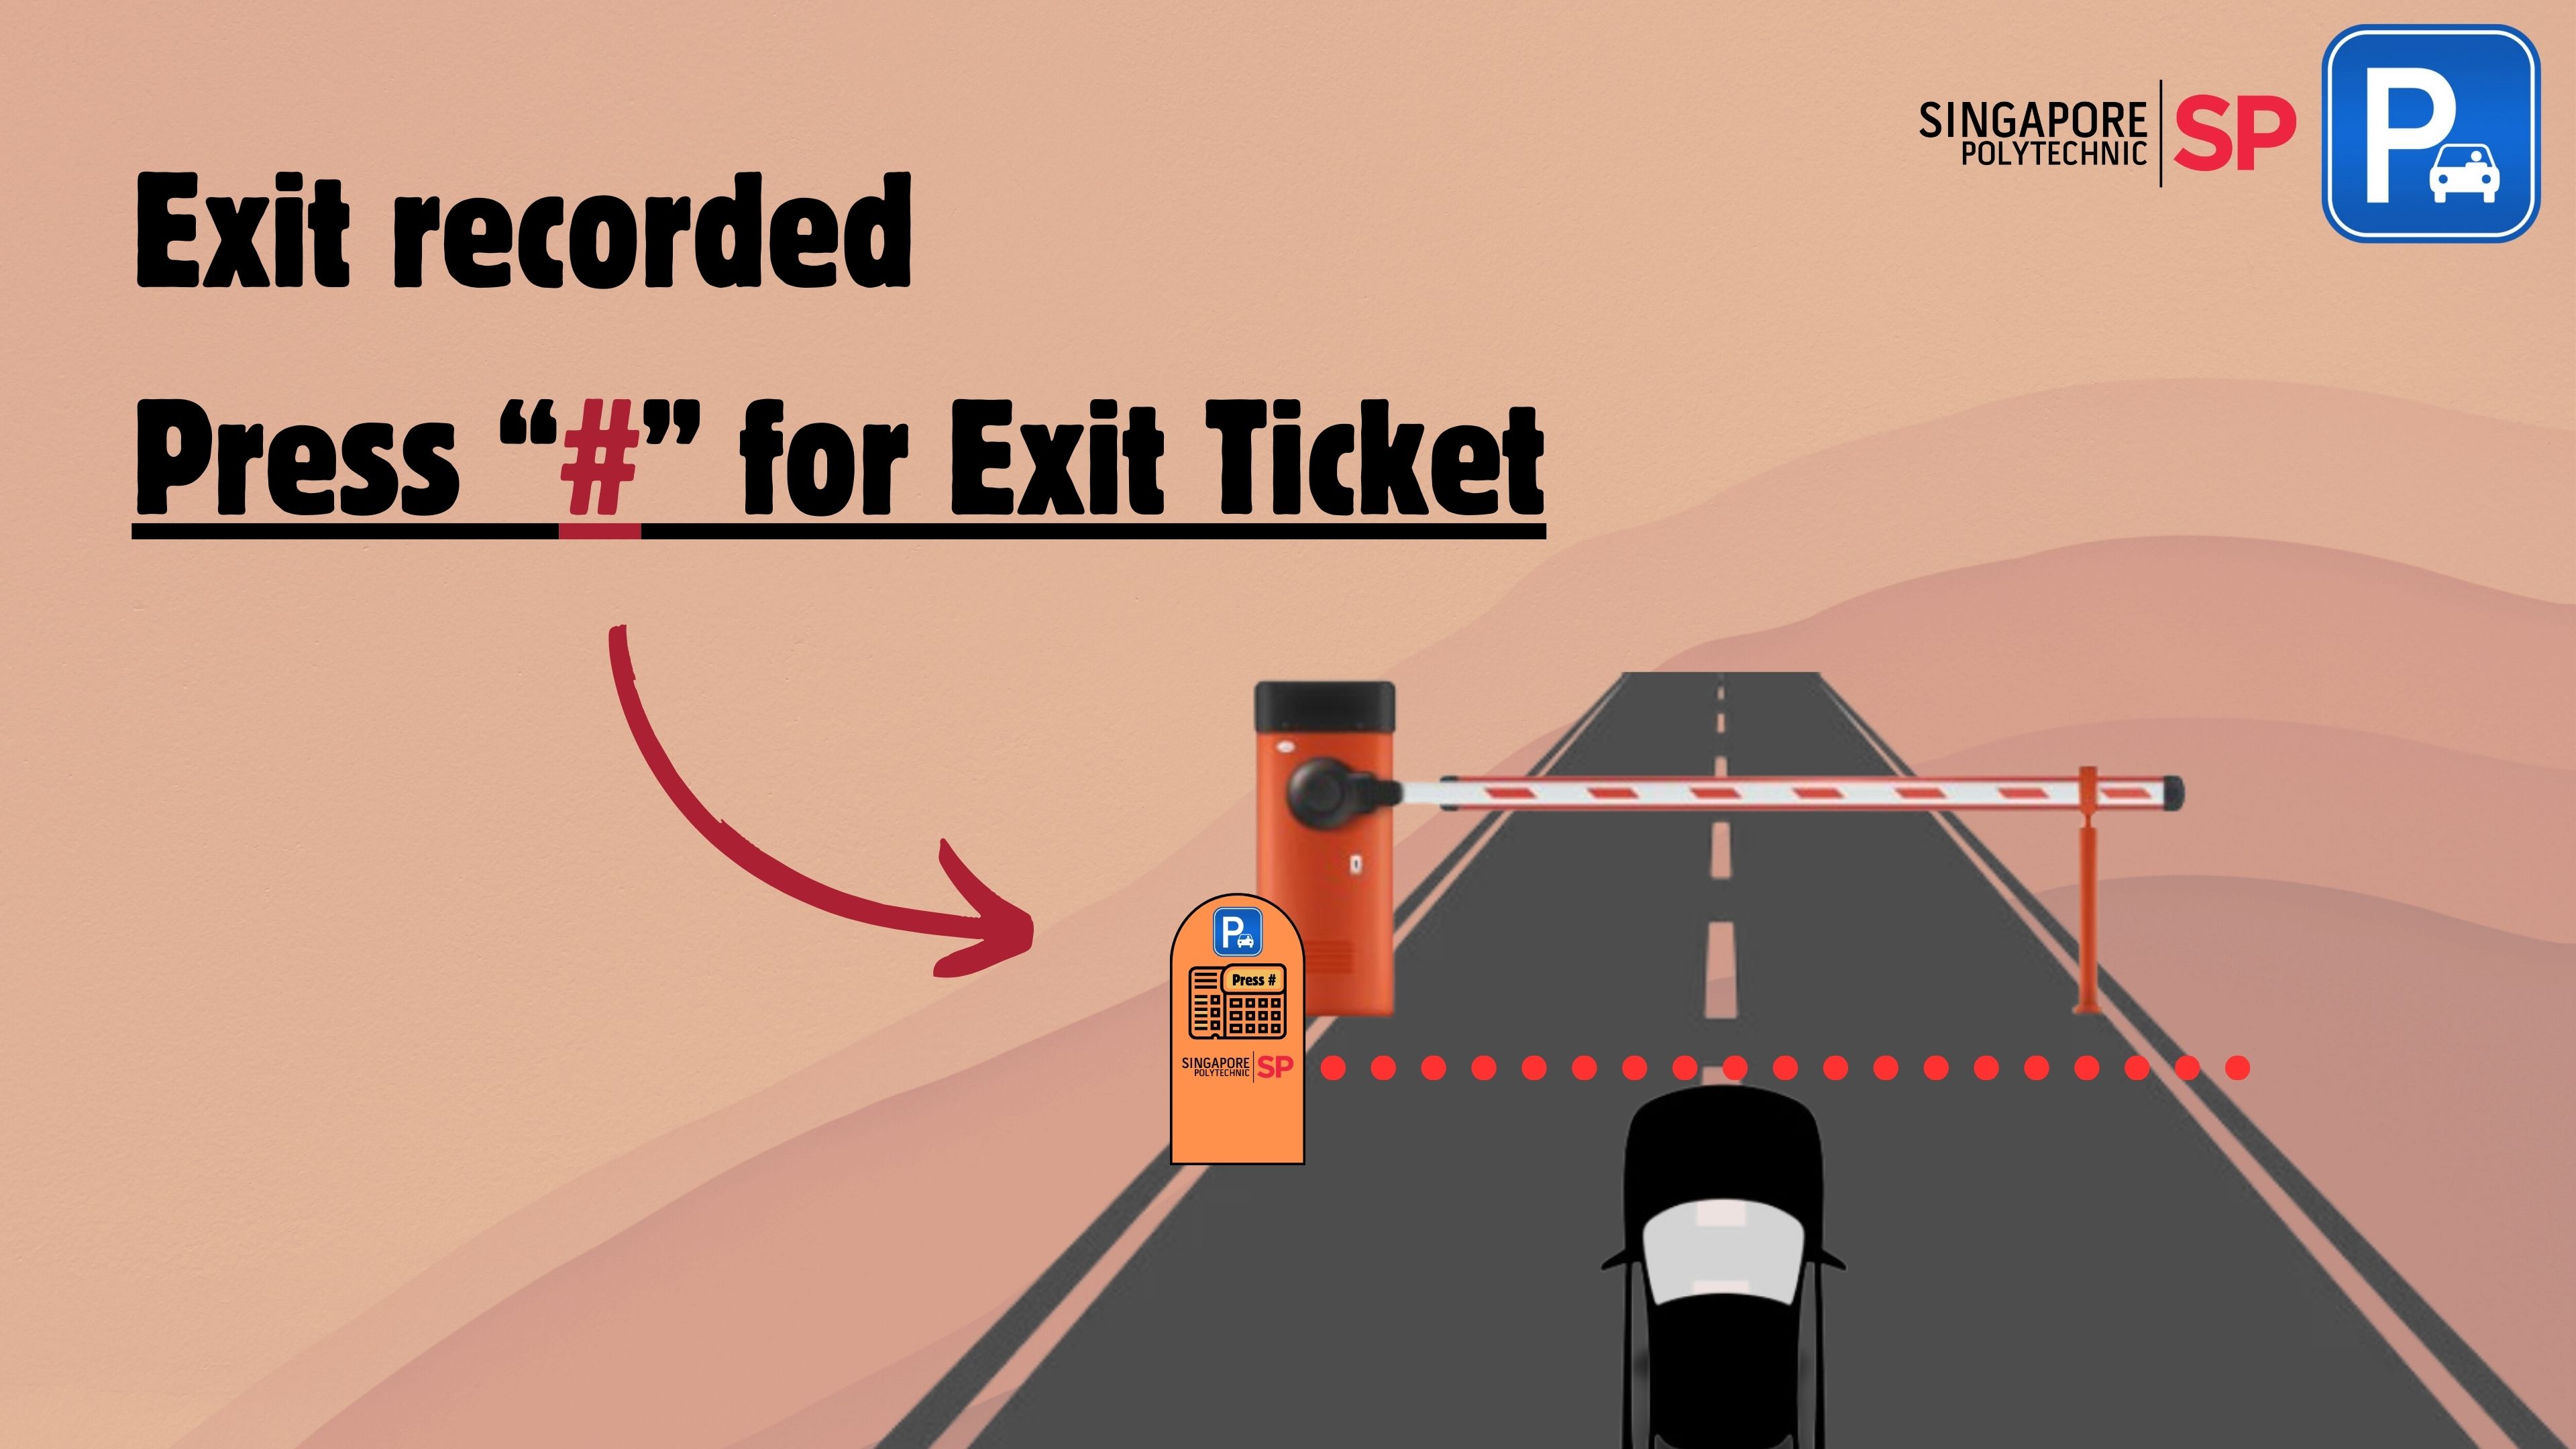 SINGAPORE
POLYTECHNIC
SP
P
Exit recorded
Press “#” for Exit Ticket
P
Press #
SINGAPORE
POLYTECHNIC
SP